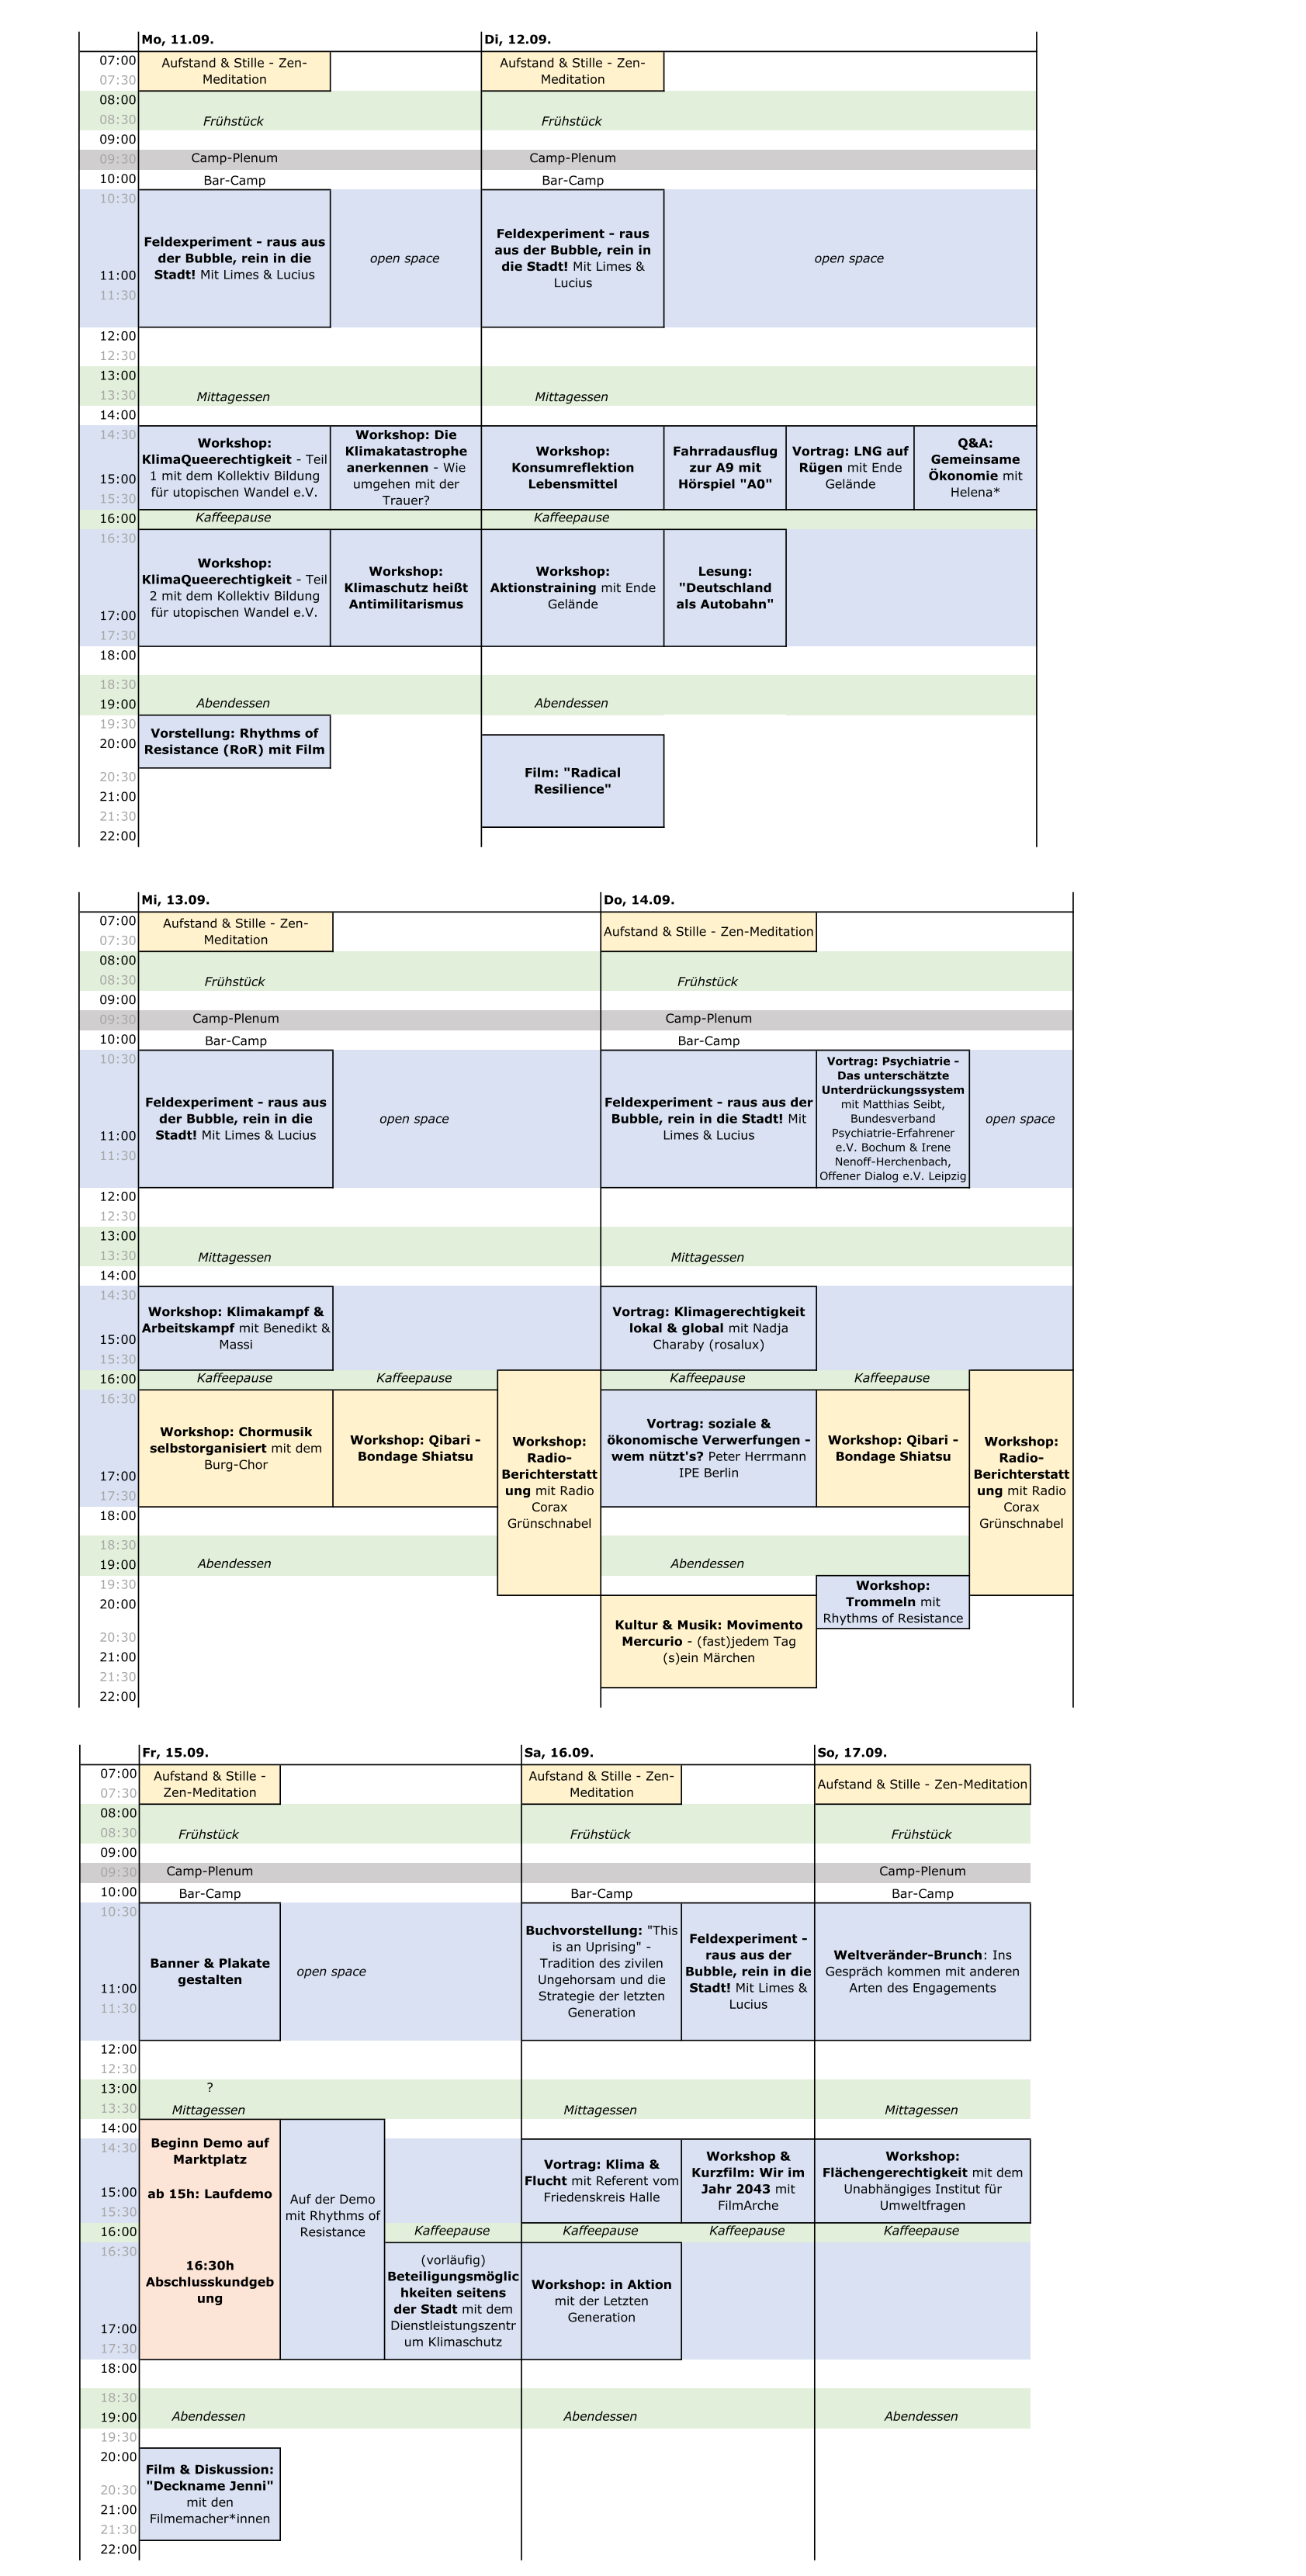 Mo, 11.09. Di, 12.09.
07:00 Aufstand & Stille - Zen- Aufstand & Stille - Zen-
07:30 Meditation Meditation
08:00
08:30 Frühstück Frühstück
09:00
09:30 Camp-Plenum Camp-Plenum
10:00 Bar-Camp Bar-Camp
10:30
Feldexperiment - raus aus
der Bubble, rein in die
Stadt! Mit Limes & Lucius
open space
Feldexperiment - raus
aus der Bubble, rein in
die Stadt! Mit Limes &
Lucius
open space
11:00
11:30
12:00
12:30
13:00
13:30 Mittagessen Mittagessen
14:00
14:30
Workshop:
KlimaQueerechtigkeit - Teil
1 mit dem Kollektiv Bildung
für utopischen Wandel e.V.
Workshop: Die
Klimakatastrophe
anerkennen - Wie
umgehen mit der
Trauer?
Workshop:
Konsumreflektion
Lebensmittel
Fahrradausflug
zur A9 mit
Hörspiel "A0"
Vortrag: LNG auf
Rügen mit Ende
Gelände
Q&A:
Gemeinsame
Ökonomie mit
Helena*
15:00
15:30
16:00 Kaffeepause Kaffeepause
16:30
Workshop:
KlimaQueerechtigkeit - Teil
2 mit dem Kollektiv Bildung
für utopischen Wandel e.V.
Workshop:
Klimaschutz heißt
Antimilitarismus
Workshop:
Aktionstraining mit Ende
Gelände
Lesung:
"Deutschland
als Autobahn"
17:00
17:30
18:00
18:30
19:00 Abendessen Abendessen
19:30
Vorstellung: Rhythms of
Resistance (RoR) mit Film
20:00
Film: "Radical
Resilience"
20:30
21:00
21:30
22:00
Mi, 13.09. Do, 14.09.
07:00 Aufstand & Stille - Zen-
Meditation
Aufstand & Stille - Zen-Meditation
07:30
08:00
08:30 Frühstück Frühstück
09:00
09:30 Camp-Plenum Camp-Plenum
10:00 Bar-Camp Bar-Camp
10:30
Feldexperiment - raus aus
der Bubble, rein in die
Stadt! Mit Limes & Lucius
open space
Feldexperiment - raus aus der
Bubble, rein in die Stadt! Mit
Limes & Lucius
Vortrag: Psychiatrie -
Das unterschätzte
Unterdrückungssystem
mit Matthias Seibt,
Bundesverband
Psychiatrie-Erfahrener
e.V. Bochum & Irene
Nenoff-Herchenbach,
Offener Dialog e.V. Leipzig
open space
11:00
11:30
12:00
12:30
13:00
13:30 Mittagessen Mittagessen
14:00
14:30
Workshop: Klimakampf &
Arbeitskampf mit Benedikt &
Massi
Vortrag: Klimagerechtigkeit
lokal & global mit Nadja
Charaby (rosalux)
15:00
15:30
16:00 Kaffeepause Kaffeepause Kaffeepause Kaffeepause
16:30
Workshop: Chormusik
selbstorganisiert mit dem
Burg-Chor
Workshop: Qibari -
Bondage Shiatsu
Workshop:
Radio-
Berichterstatt
ung mit Radio
Corax
Grünschnabel
Vortrag: soziale &
ökonomische Verwerfungen -
wem nützt's? Peter Herrmann
IPE Berlin
Workshop: Qibari -
Bondage Shiatsu
Workshop:
Radio-
Berichterstatt
ung mit Radio
Corax
Grünschnabel
17:00
17:30
18:00
18:30
19:00 Abendessen Abendessen
19:30
Workshop:
Trommeln mit
Rhythms of Resistance
20:00
Kultur & Musik: Movimento
Mercurio - (fast)jedem Tag
(s)ein Märchen
20:30
21:00
21:30
22:00
Fr, 15.09. Sa, 16.09. So, 17.09.
07:00 Aufstand & Stille -
Zen-Meditation
Aufstand & Stille - Zen-
Meditation
Aufstand & Stille - Zen-Meditation
07:30
08:00
08:30 Frühstück Frühstück Frühstück
09:00
09:30 Camp-Plenum Camp-Plenum
10:00 Bar-Camp Bar-Camp Bar-Camp
10:30
Banner & Plakate
gestalten
open space
Buchvorstellung: "This
is an Uprising" -
Tradition des zivilen
Ungehorsam und die
Strategie der letzten
Generation
Feldexperiment -
raus aus der
Bubble, rein in die
Stadt! Mit Limes &
Lucius
Weltveränder-Brunch: Ins
Gespräch kommen mit anderen
Arten des Engagements
11:00
11:30
12:00
12:30
13:00 ?
13:30 Mittagessen Mittagessen Mittagessen
14:00
Beginn Demo auf
Marktplatz
ab 15h: Laufdemo
16:30h
Abschlusskundgeb
ung
Auf der Demo
mit Rhythms of
Resistance
14:30
Vortrag: Klima &
Flucht mit Referent vom
Friedenskreis Halle
Workshop &
Kurzfilm: Wir im
Jahr 2043 mit
FilmArche
Workshop:
Flächengerechtigkeit mit dem
Unabhängiges Institut für
Umweltfragen
15:00
15:30
16:00 Kaffeepause Kaffeepause Kaffeepause Kaffeepause
16:30
(vorläufig)
Beteiligungsmöglic
hkeiten seitens
der Stadt mit dem
Dienstleistungszentr
um Klimaschutz
Workshop: in Aktion
mit der Letzten
Generation
17:00
17:30
18:00
18:30
19:00 Abendessen Abendessen Abendessen
19:30
20:00
Film & Diskussion:
"Deckname Jenni"
mit den
Filmemacher*innen
20:30
21:00
21:30
22:00